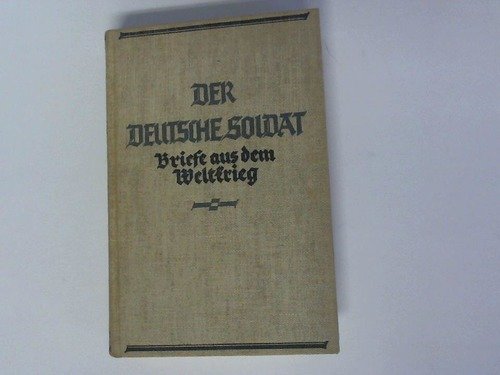 DER
DEUTSCHE SOLDAT
Briefe aus dem
Weltkrieg